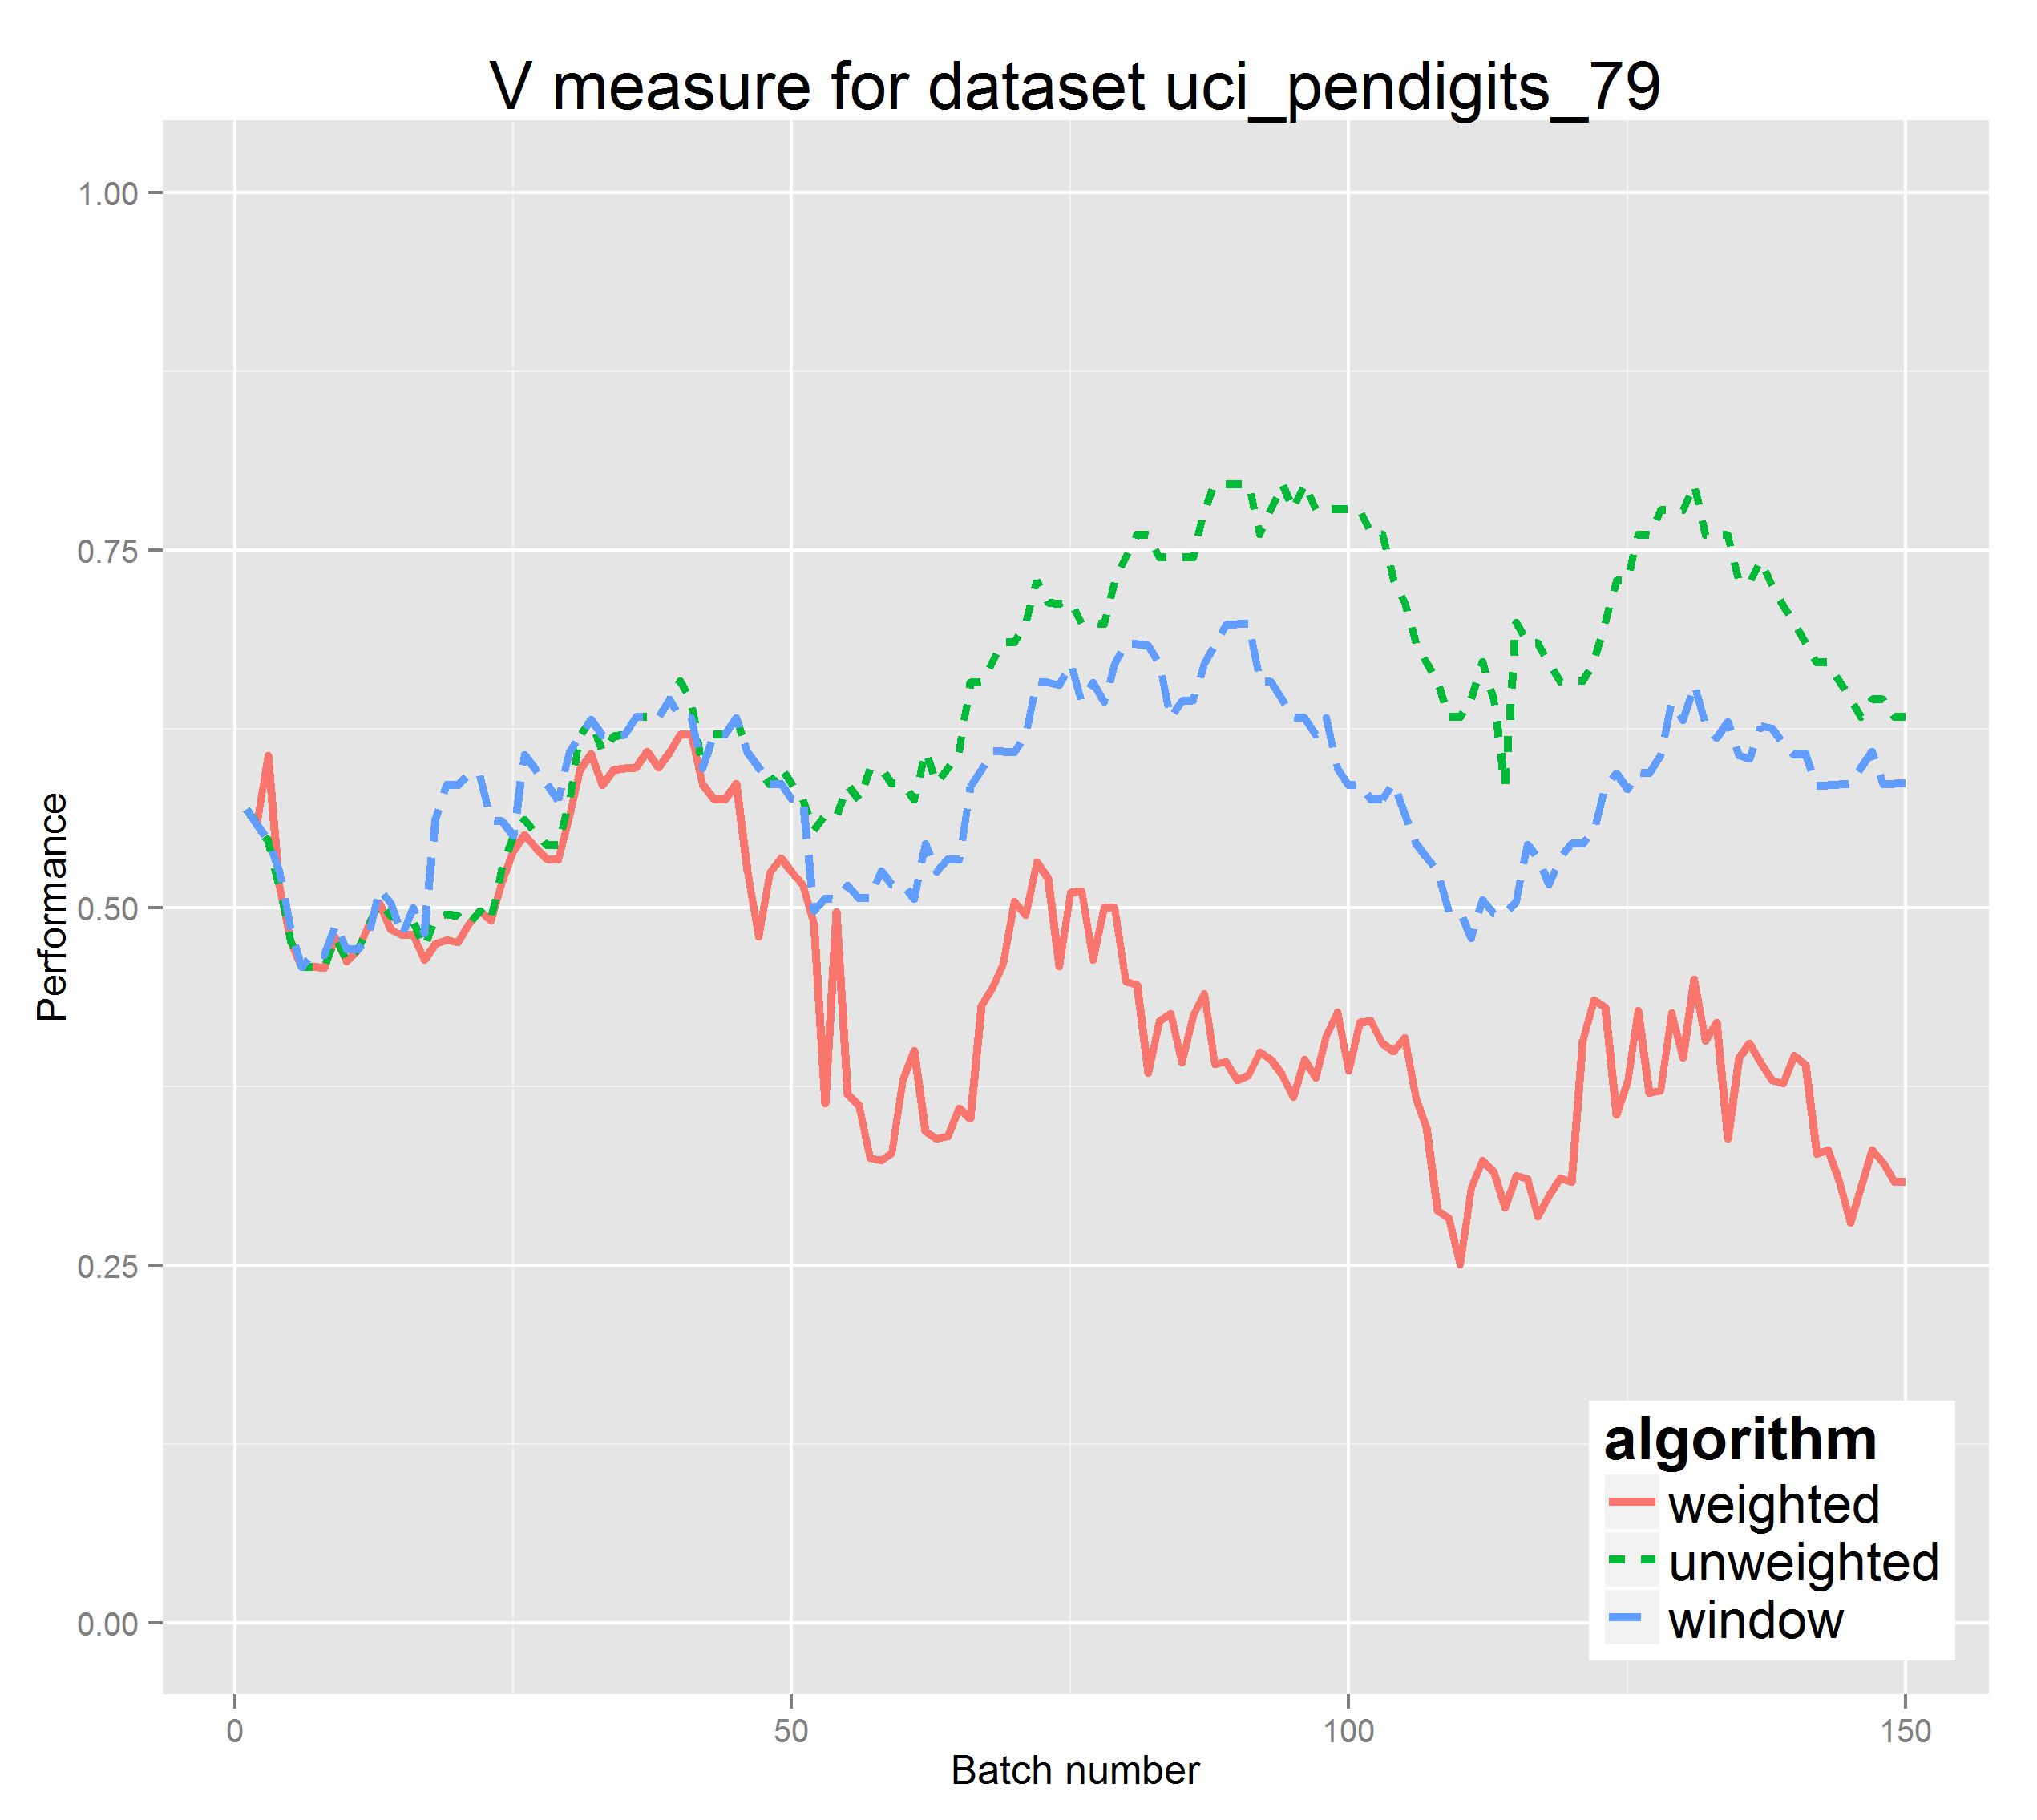 V measure for dataset uci_pendigits_79
Performance
1.00
0.75
0.50
0.25
0.00
0
50
100
150
Batch number
algorithm
weighted
unweighted
window